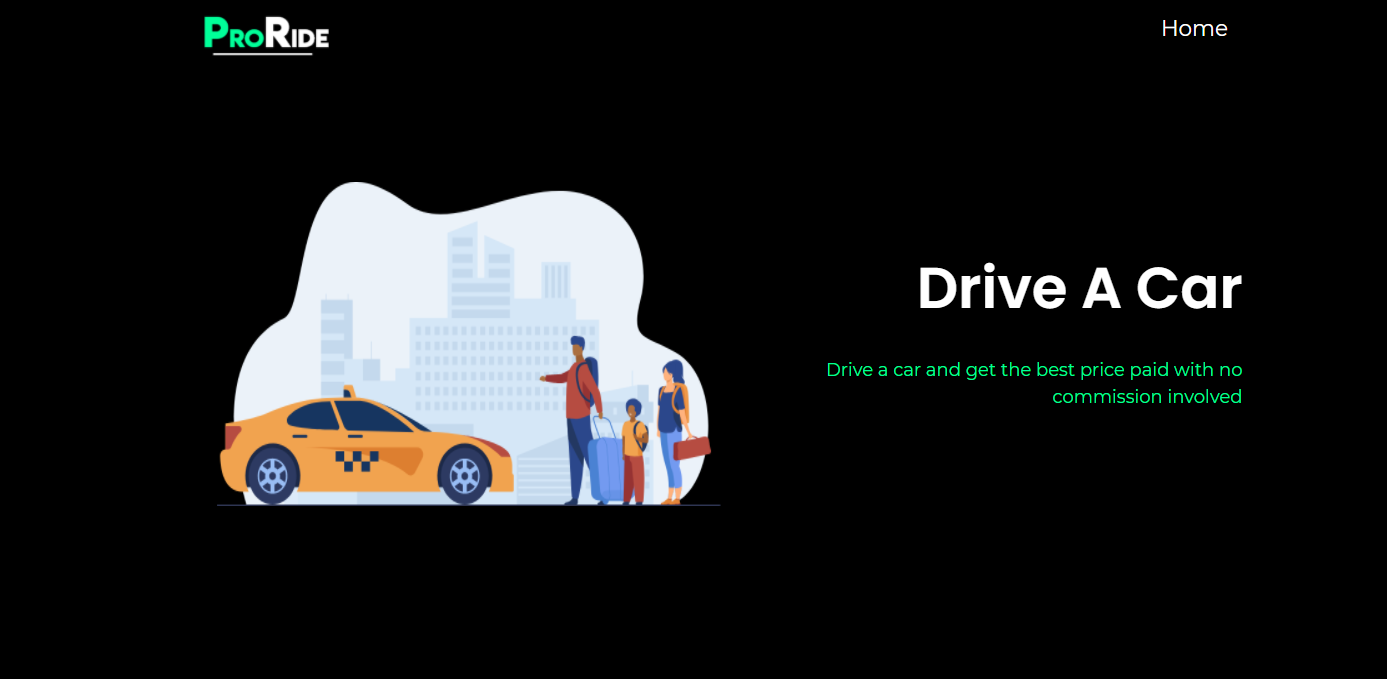 ProRide
Home
Drive A Car
Drive a car and get the best price paid with no
commission involved